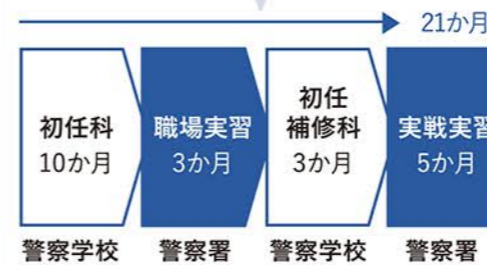 21か月
初任科
10か月
職場実習
3か月
初任
補修科
3か月
実戦実習
5か月
警察学校
警察署
警察学校
警察署